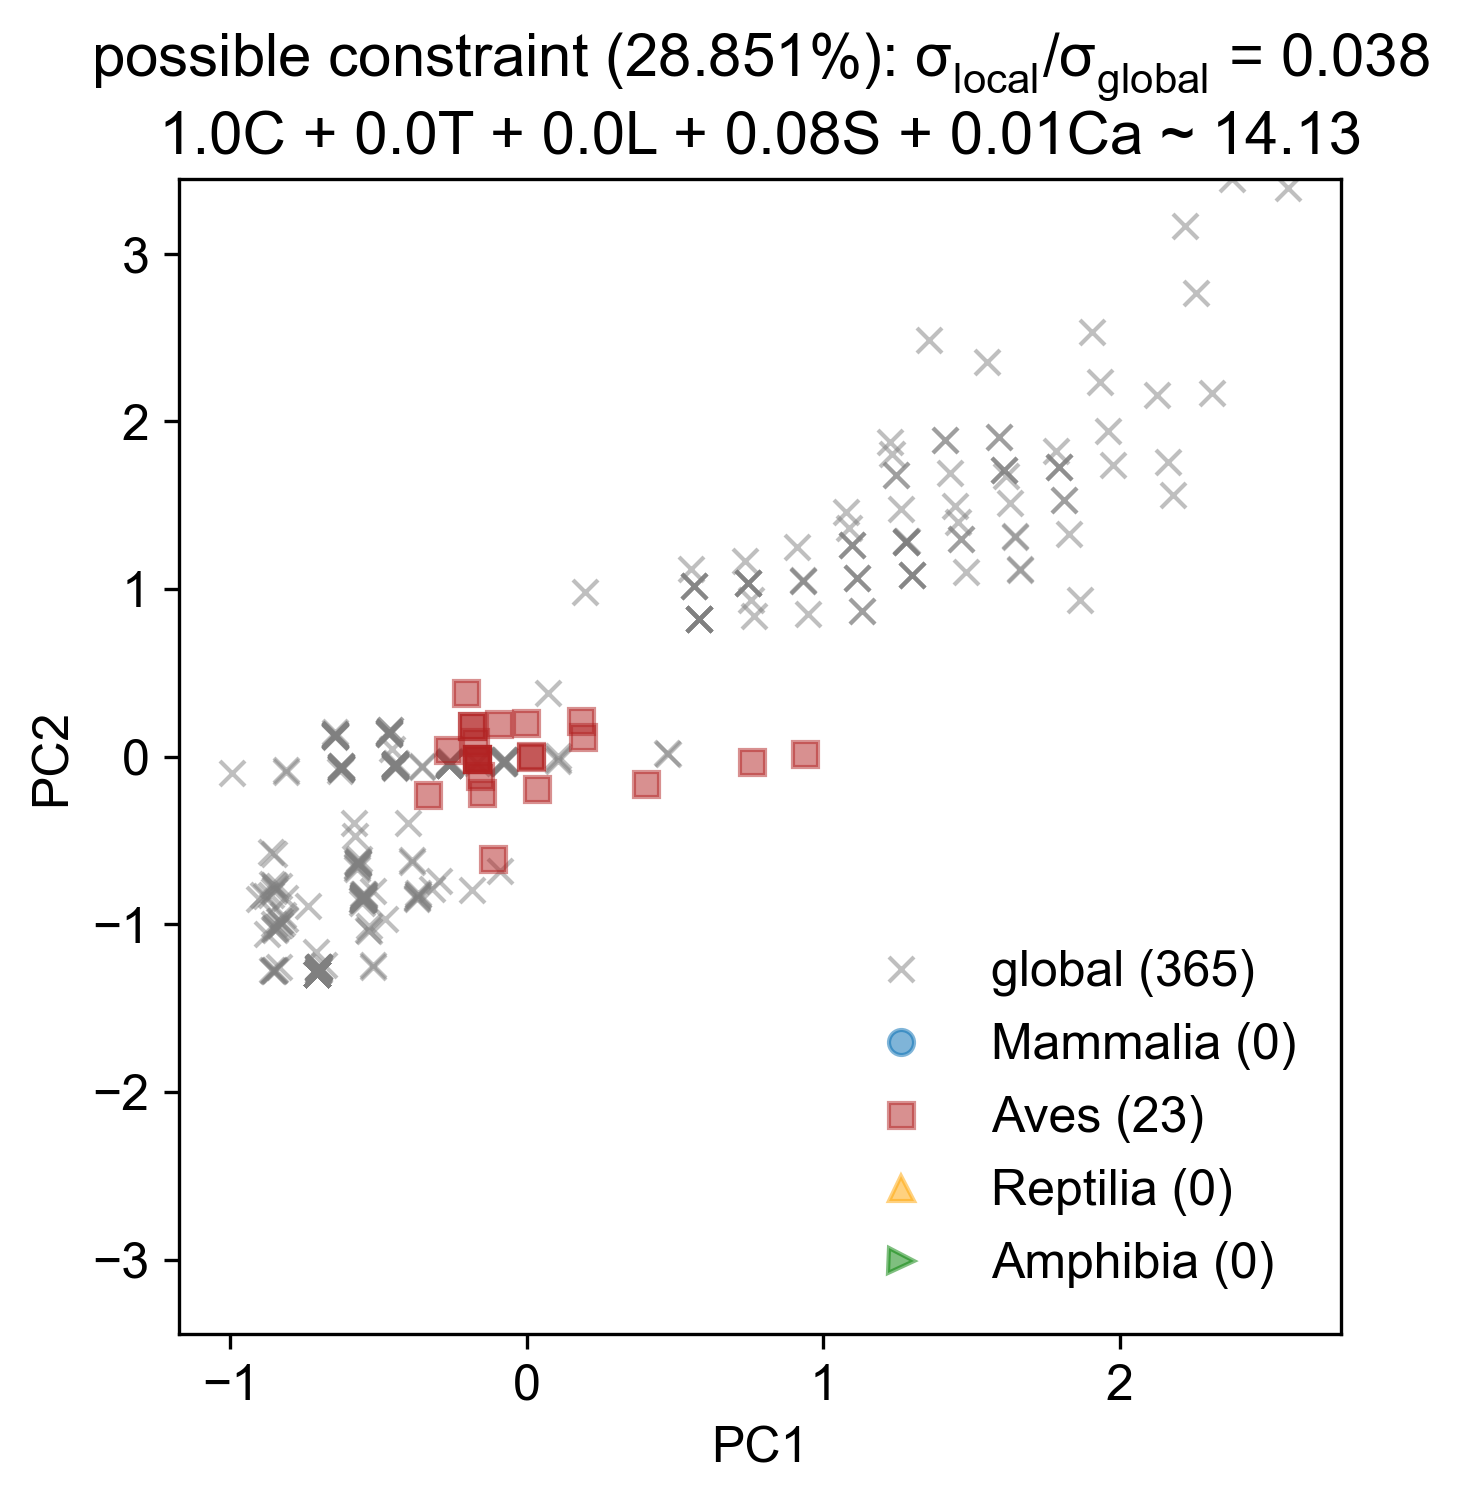 possible constraint (28.851%): σlocal/σglobal = 0.038
1.0C + 0.0T + 0.0L + 0.08S + 0.01Ca ~ 14.13
3
2
1
0
−1
−2
−3
PC2
global (365)
Mammalia (0)
Aves (23)
Reptilia (0)
Amphibia (0)
−1 0 1 2
PC1